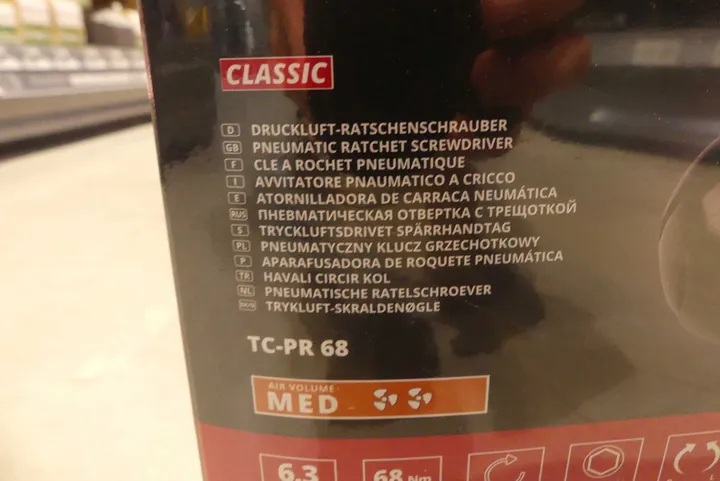 CLASSIC
D DRUCKLUFT-RATSCHENSCHRAUBER
GB PNEUMATIC RATCHET SCREWDRIVER
F CLE A ROCHET PNEUMATIQUE
I AVVITATORE PNAUMATICO A CRICCO
E ATORNILLADORA DE CARRACA NEUMÁTICA
RUS ПНЕВМАТИЧЕСКАЯ ОТВЕРТКА С ТРЕЩОТКОЙ
S TRYCKLUFTSDRIVET SPÄRRHANDTAG
PL PNEUMATYCZNY KLUCZ GRZECHOTKOWY
P APARAFUSADORA DE ROQUETE PNEUMÁTICA
TR HAVALI CIRCIR KOL
NL PNEUMATISCHE RATELSCHROEVER
TRYKLUFT-SKRALDENØGLE
TC-PR 68
AIR VOLUME
MED
6.3 68 Nm